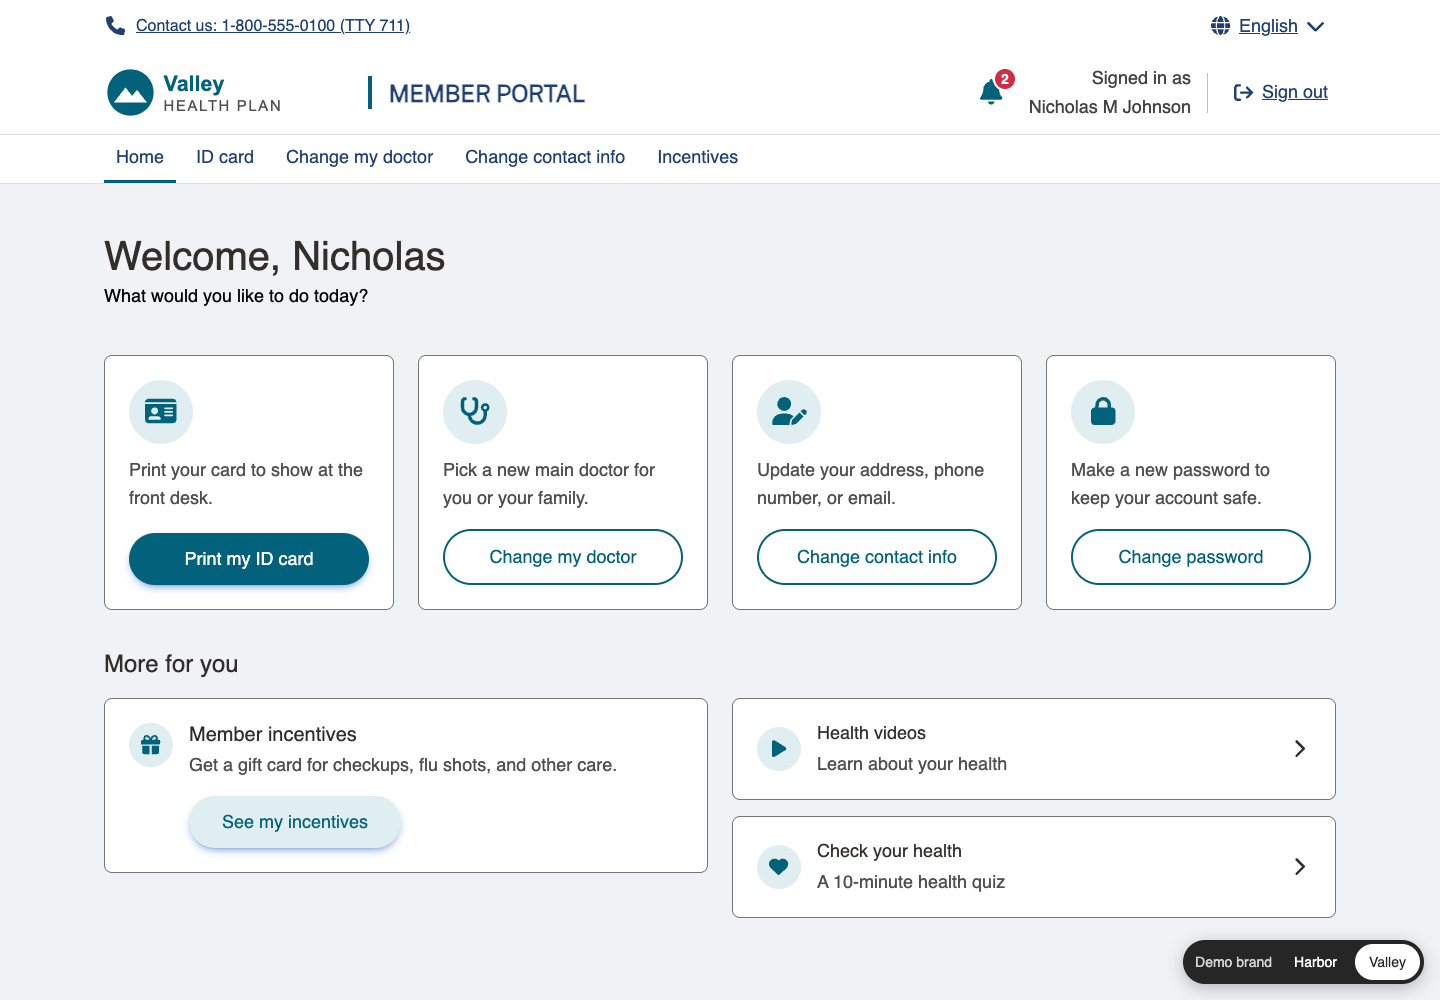 Contact us: 1-800-555-0100 (TTY 711)
English
Valley
HEALTH PLAN
MEMBER PORTAL
2
Signed in as
Nicholas M Johnson
Sign out
Home
ID card
Change my doctor
Change contact info
Incentives
Welcome, Nicholas
What would you like to do today?
Print your card to show at the
front desk.
Print my ID card
Pick a new main doctor for
you or your family.
Change my doctor
Update your address, phone
number, or email.
Change contact info
Make a new password to
keep your account safe.
Change password
More for you
Member incentives
Get a gift card for checkups, flu shots, and other care.
See my incentives
Health videos
Learn about your health
Check your health
A 10-minute health quiz
Demo brand
Harbor
Valley